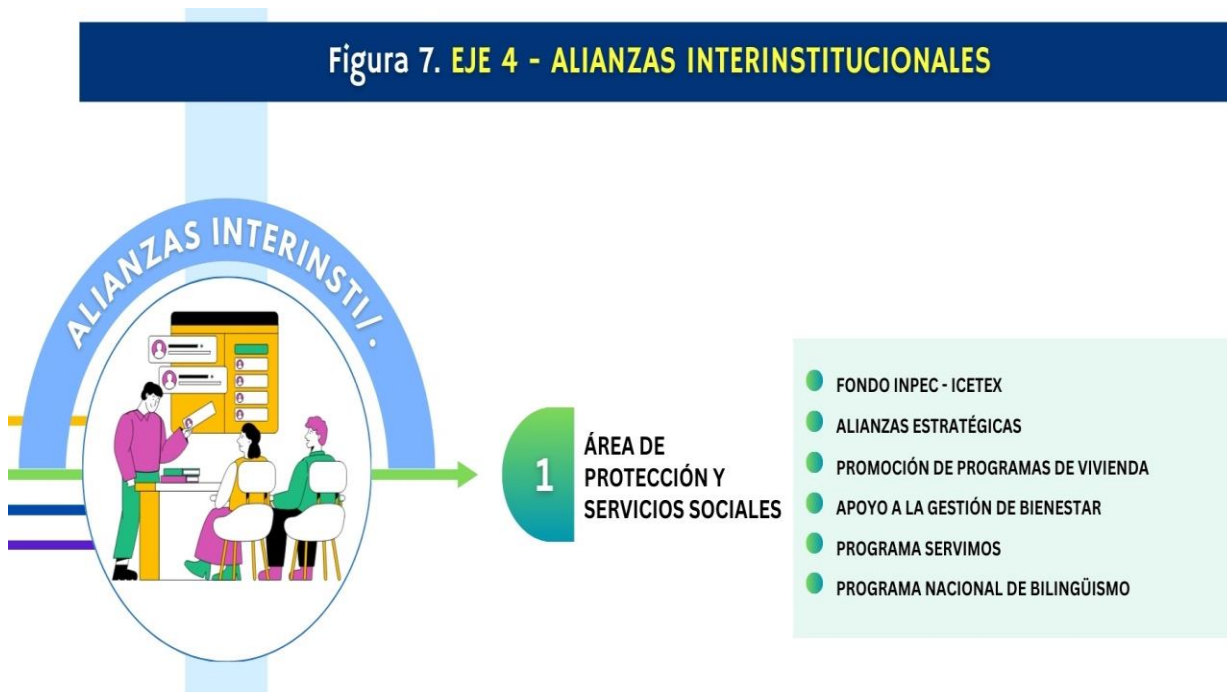 Figura 7. EJE 4 - ALIANZAS INTERINSTITUCIONALES
ALIANZAS INTERINSTI/.
1
ÁREA DE
PROTECCIÓN Y
SERVICIOS SOCIALES
FONDO INPEC - ICETEX
ALIANZAS ESTRATÉGICAS
PROMOCIÓN DE PROGRAMAS DE VIVIENDA
APOYO A LA GESTIÓN DE BIENESTAR
PROGRAMA SERVIMOS
PROGRAMA NACIONAL DE BILINGÜISMO